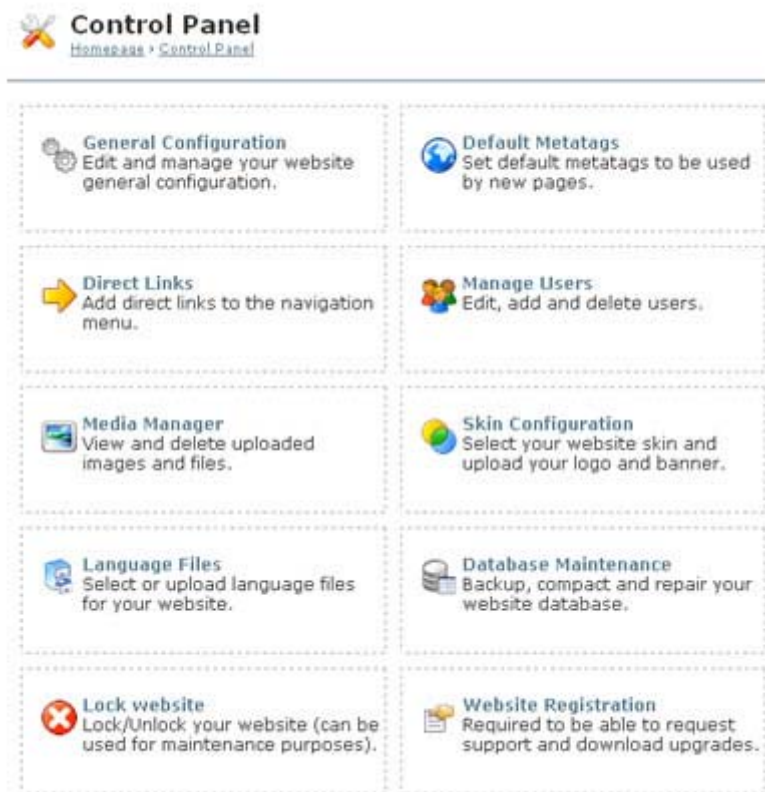 Control Panel
Homepage › Control Panel
General Configuration
Edit and manage your website
general configuration.
Default Metatags
Set default metatags to be used
by new pages.
Direct Links
Add direct links to the navigation
menu.
Manage Users
Edit, add and delete users.
Media Manager
View and delete uploaded
images and files.
Skin Configuration
Select your website skin and
upload your logo and banner.
Language Files
Select or upload language files
for your website.
Database Maintenance
Backup, compact and repair your
website database.
Lock website
Lock/Unlock your website (can be
used for maintenance purposes).
Website Registration
Required to be able to request
support and download upgrades.